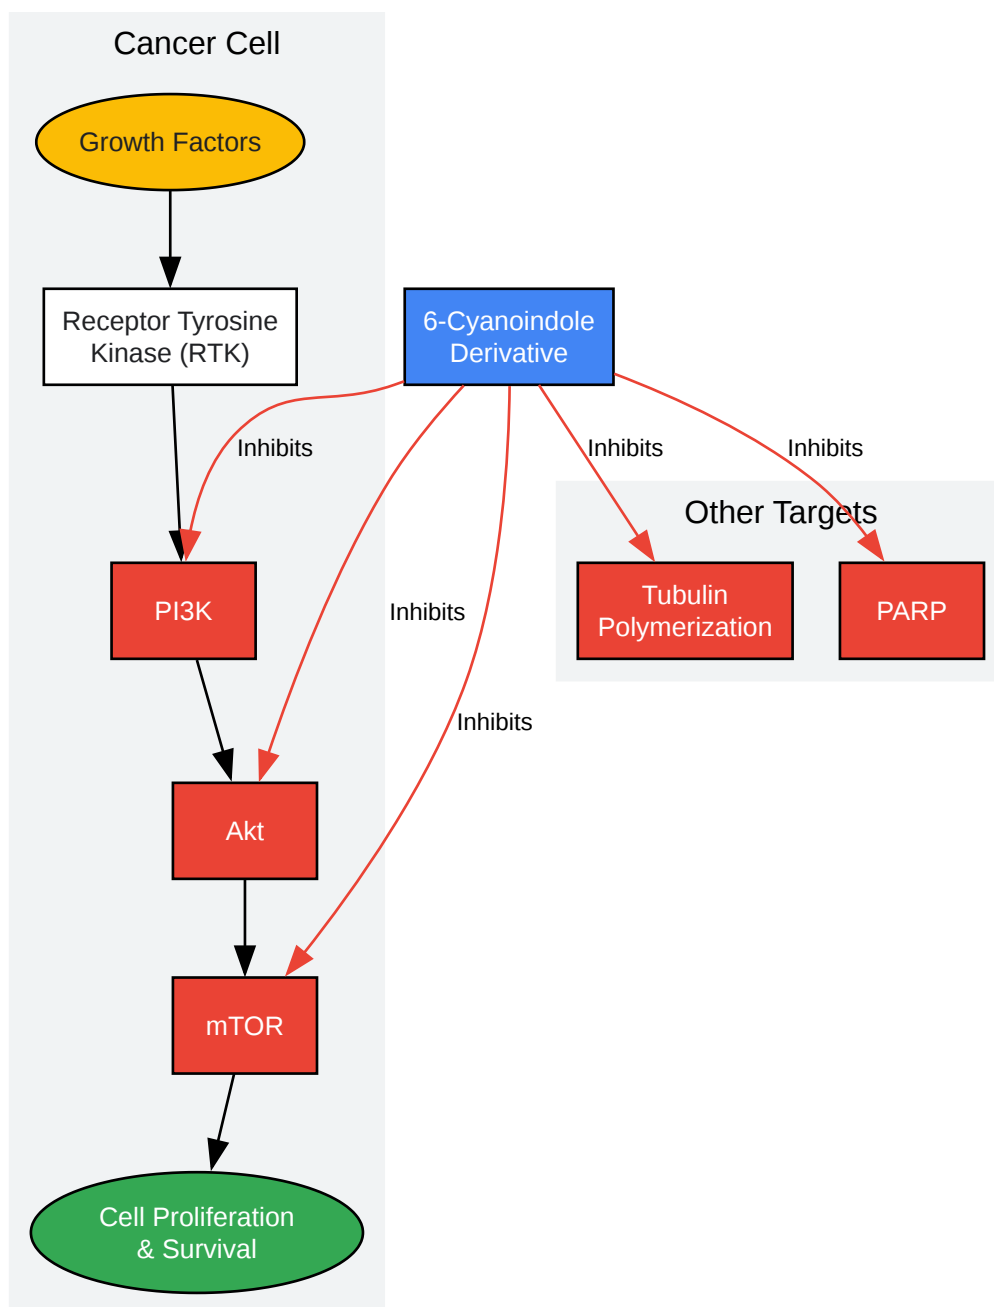 Cancer Cell
Growth Factors
Receptor Tyrosine
Kinase (RTK)
6-Cyanoindole
Derivative
Inhibits
Inhibits
Inhibits
Other Targets
PI3K
Tubulin
Polymerization
PARP
Inhibits
Inhibits
Akt
mTOR
Cell Proliferation
& Survival